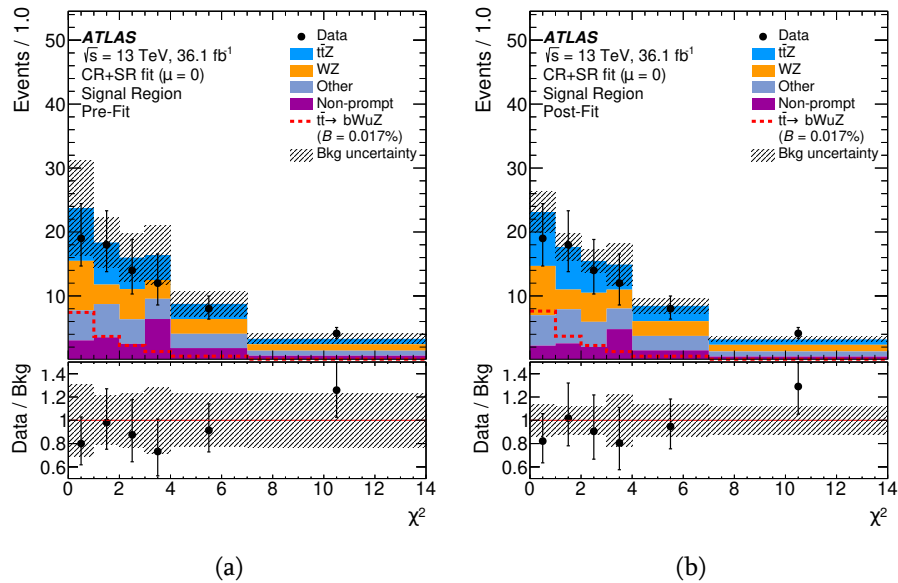 ATLAS
√s = 13 TeV, 36.1 fb⁻¹
CR+SR fit (μ = 0)
Signal Region
Pre-Fit
Data
tt̄Z
WZ
Other
Non-prompt
tt̄→ bWuZ
(B = 0.017%)
Bkg uncertainty
Events / 1.0
50
40
30
20
10
Data / Bkg
1.4
1.2
1
0.8
0.6
0 2 4 6 8 10 12 14
χ²
(a)
ATLAS
√s = 13 TeV, 36.1 fb⁻¹
CR+SR fit (μ = 0)
Signal Region
Post-Fit
Data
tt̄Z
WZ
Other
Non-prompt
tt̄→ bWuZ
(B = 0.017%)
Bkg uncertainty
Events / 1.0
50
40
30
20
10
Data / Bkg
1.4
1.2
1
0.8
0.6
0 2 4 6 8 10 12 14
χ²
(b)